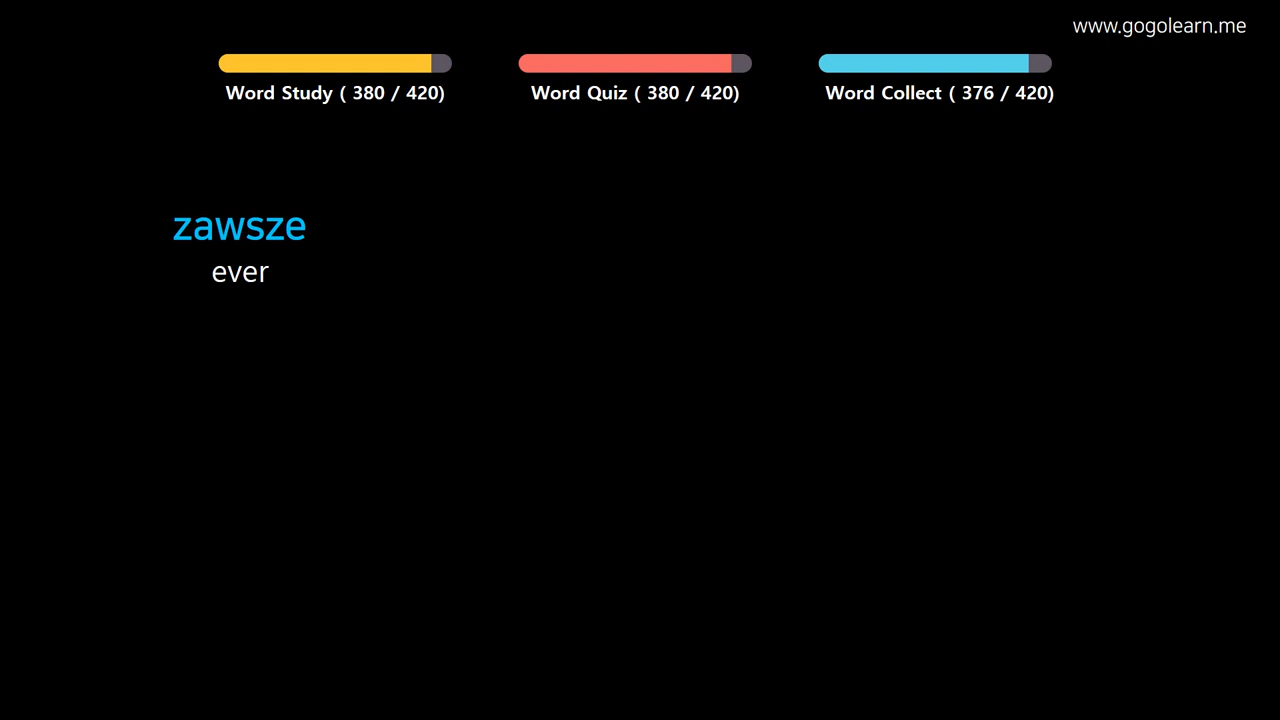 www.gogolearn.me
Word Study ( 380 / 420)
Word Quiz ( 380 / 420)
Word Collect ( 376 / 420)
zawsze
ever